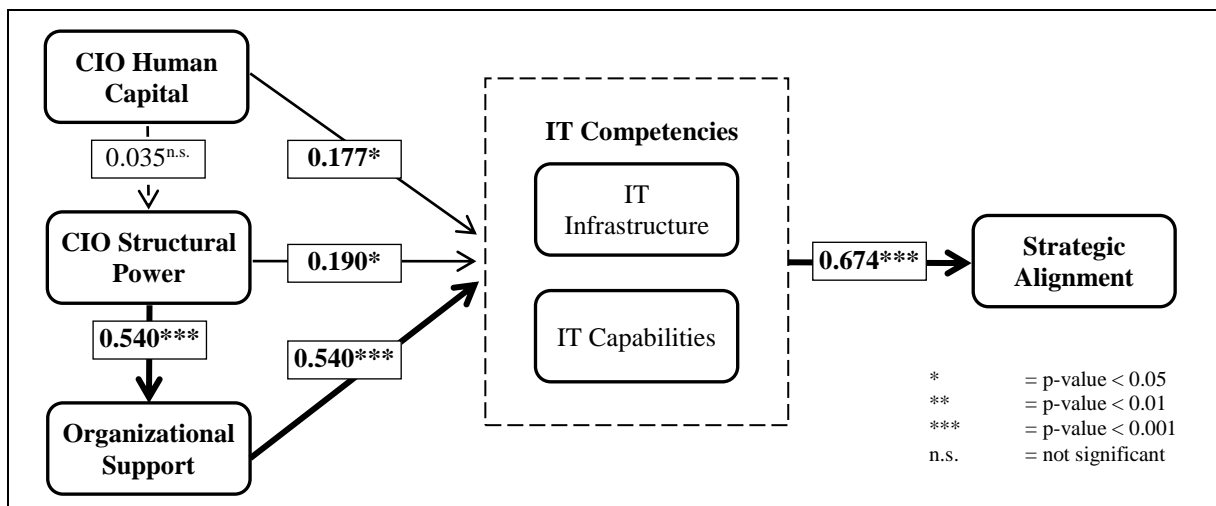 CIO Human
Capital
0.035n.s.
0.177*
CIO Structural
Power
0.190*
0.540***
Organizational
Support
0.540***
IT Competencies
IT
Infrastructure
IT Capabilities
0.674***
Strategic
Alignment
* = p-value < 0.05
** = p-value < 0.01
*** = p-value < 0.001
n.s. = not significant